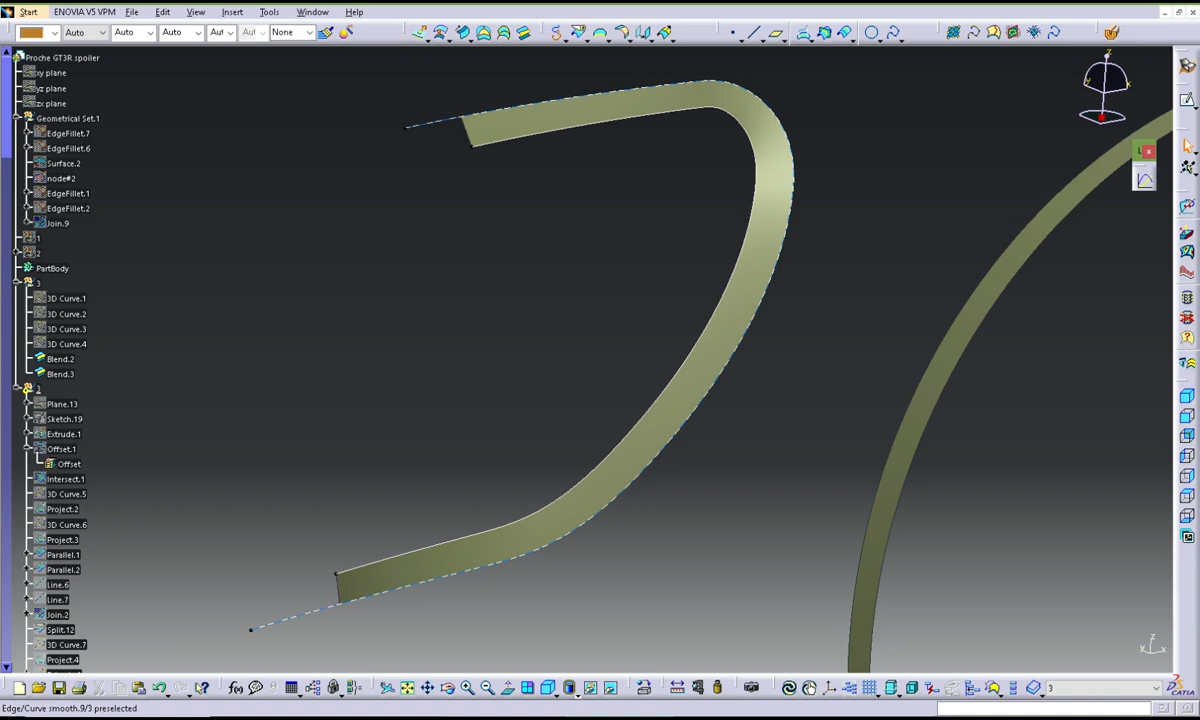 Start ENOVIA V5 VPM File Edit View Insert Tools Window Help
Auto Auto Auto Aut Aut None
Proche GT3R spoiler
xy plane
yz plane
zx plane
Geometrical Set.1
EdgeFillet.7
EdgeFillet.6
Surface.2
node#2
EdgeFillet.1
EdgeFillet.2
Join.9
1
2
PartBody
3
3D Curve.1
3D Curve.2
3D Curve.3
3D Curve.4
Blend.2
Blend.3
3
Plane.13
Sketch.19
Extrude.1
Offset.1
Offset
Intersect.1
3D Curve.5
Project.2
3D Curve.6
Project.3
Parallel.1
Parallel.2
Line.6
Line.7
Join.2
Split.12
3D Curve.7
Project.4
z
y
x
L
z
x
3
CATIA
Edge/Curve smooth.9/3 preselected